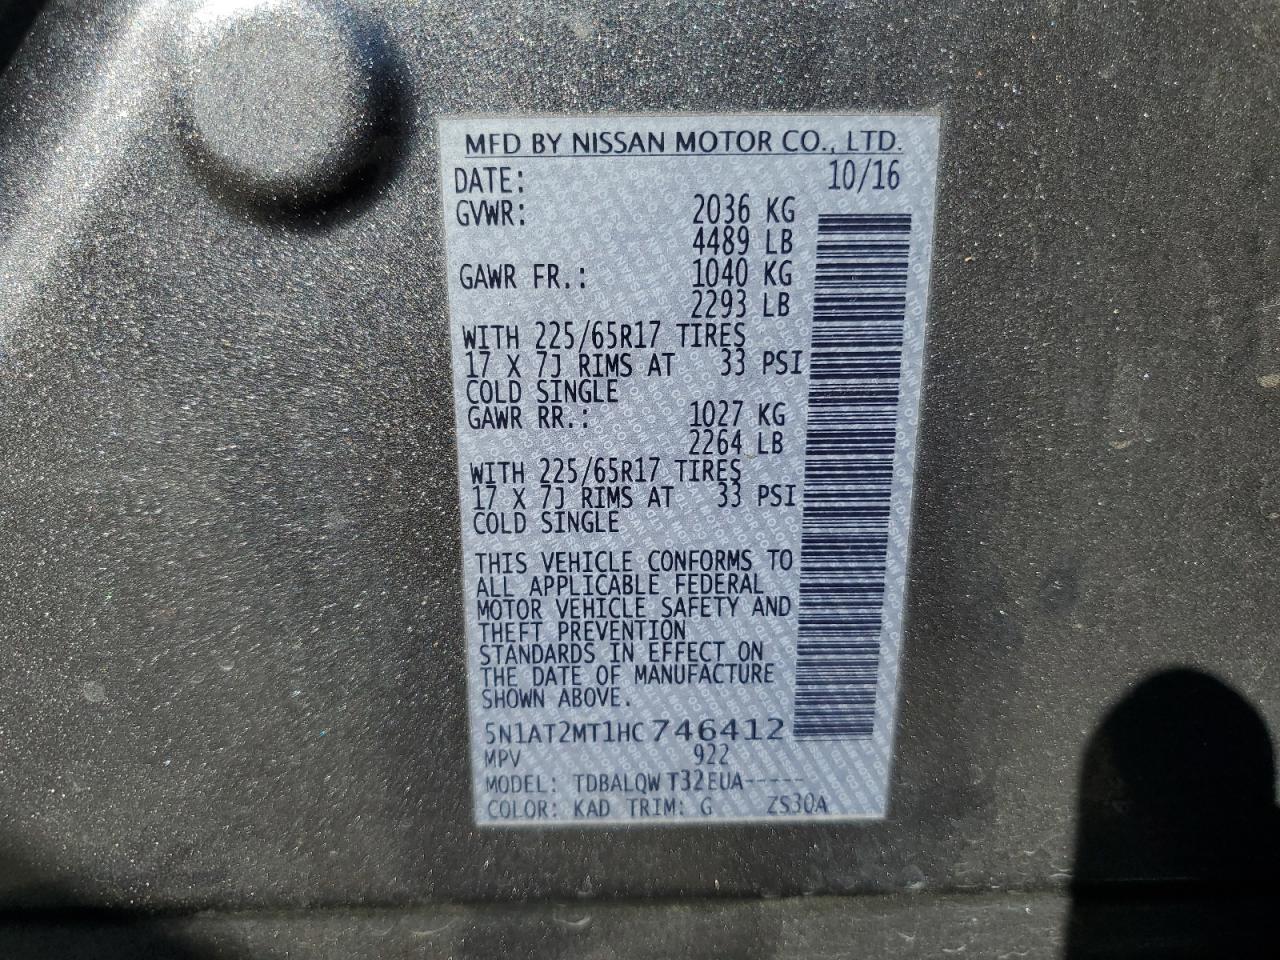 MFD BY NISSAN MOTOR CO., LTD.
DATE: 10/16
GVWR: 2036 KG
4489 LB
GAWR FR.: 1040 KG
2293 LB
WITH 225/65R17 TIRES
17 X 7J RIMS AT 33 PSI
COLD SINGLE
GAWR RR.: 1027 KG
2264 LB
WITH 225/65R17 TIRES
17 X 7J RIMS AT 33 PSI
COLD SINGLE
THIS VEHICLE CONFORMS TO
ALL APPLICABLE FEDERAL
MOTOR VEHICLE SAFETY AND
THEFT PREVENTION
STANDARDS IN EFFECT ON
THE DATE OF MANUFACTURE
SHOWN ABOVE.
5N1AT2MT1HC746412
MPV 922
MODEL: TDBALQW T32EUA-----
COLOR: KAD TRIM: G ZS30A